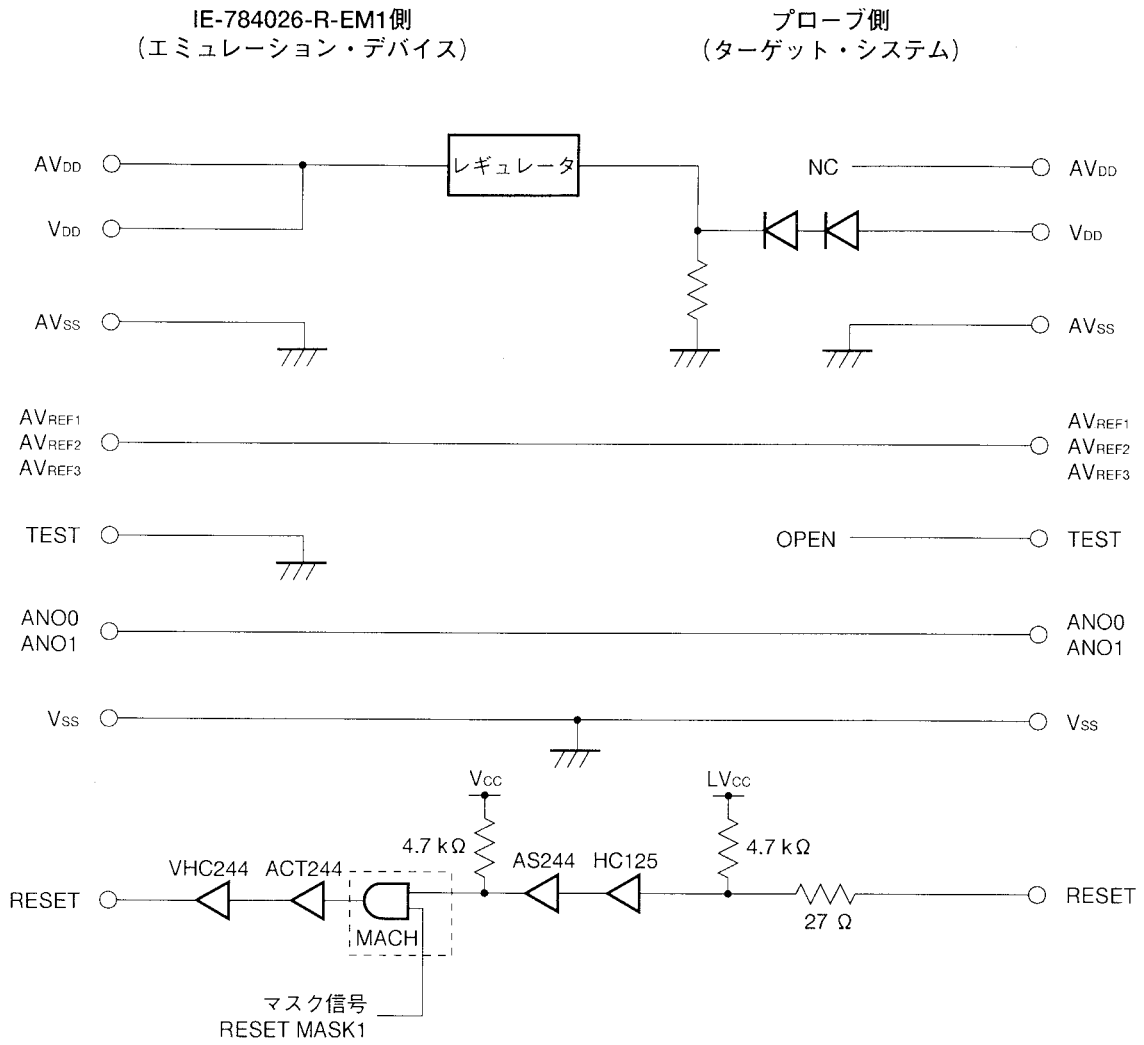 IE-784026-R-EM1側
(エミュレーション・デバイス)
プローブ側
(ターゲット・システム)
AVDD
レギュレータ
NC
AVDD
VDD
VDD
AVSS
AVSS
AVREF1
AVREF2
AVREF3
AVREF1
AVREF2
AVREF3
TEST
OPEN
TEST
ANO0
ANO1
ANO0
ANO1
VSS
VSS
VCC
LVCC
4.7 kΩ
4.7 kΩ
VHC244
ACT244
AS244
HC125
RESET
RESET
MACH
27 Ω
マスク信号
RESET MASK1